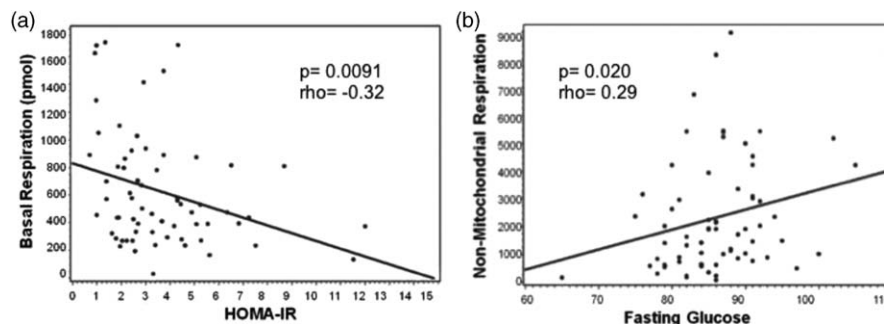 (a)
p= 0.0091
rho= -0.32
Basal Respiration (pmol)
1800
1600
1400
1200
1000
800
600
400
200
0
0 1 2 3 4 5 6 7 8 9 10 11 12 13 14 15
HOMA-IR
(b)
p= 0.020
rho= 0.29
Non-Mitochondrial Respiration
9000
8000
7000
6000
5000
4000
3000
2000
1000
0
60 70 80 90 100
Fasting Glucose